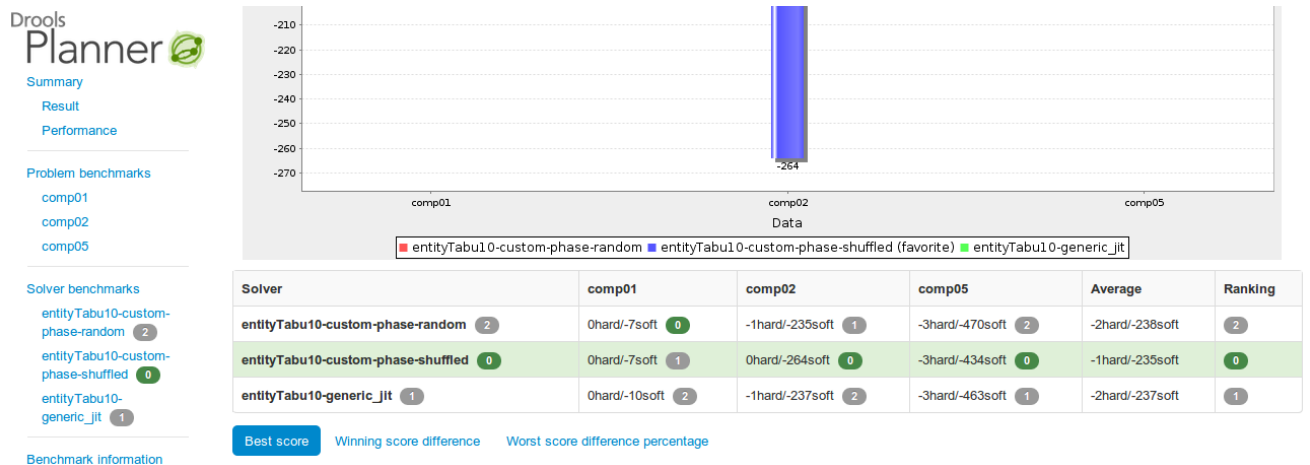 Drools
Planner
Summary
Result
Performance
Problem benchmarks
comp01
comp02
comp05
Solver benchmarks
entityTabu10-custom-
phase-random 2
entityTabu10-custom-
phase-shuffled 0
entityTabu10-
generic_jit 1
Benchmark information
-210
-220
-230
-240
-250
-260
-270
-264
comp01 comp02 comp05
Data
entityTabu10-custom-phase-random entityTabu10-custom-phase-shuffled (favorite) entityTabu10-generic_jit
Solver comp01 comp02 comp05 Average Ranking
entityTabu10-custom-phase-random 2 0hard/-7soft 0 -1hard/-235soft 1 -3hard/-470soft 2 -2hard/-238soft 2
entityTabu10-custom-phase-shuffled 0 0hard/-7soft 1 0hard/-264soft 0 -3hard/-434soft 0 -1hard/-235soft 0
entityTabu10-generic_jit 1 0hard/-10soft 2 -1hard/-237soft 2 -3hard/-463soft 1 -2hard/-237soft 1
Best score Winning score difference Worst score difference percentage